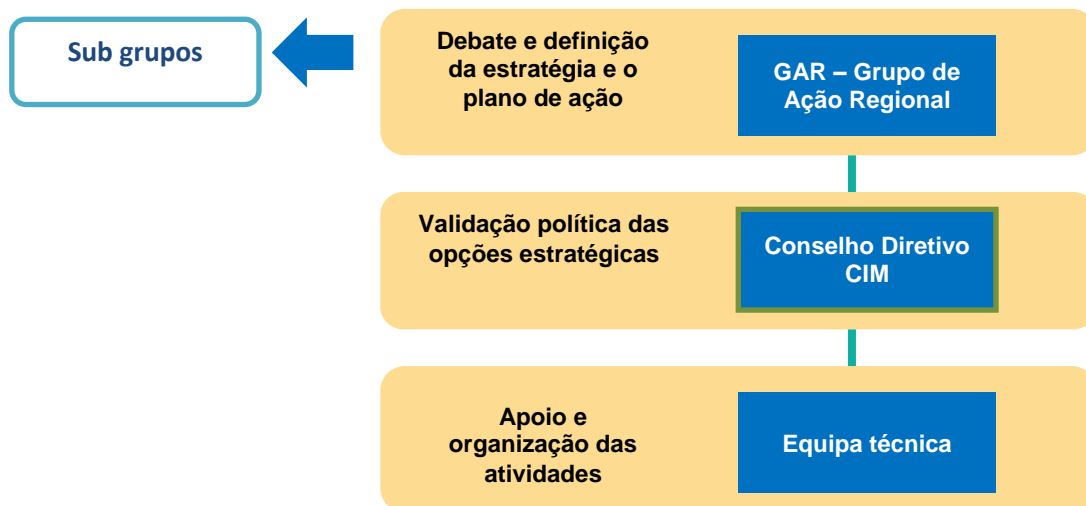 Sub grupos
Debate e definição
da estratégia e o
plano de ação
GAR – Grupo de
Ação Regional
Validação política das
opções estratégicas
Conselho Diretivo
CIM
Apoio e
organização das
atividades
Equipa técnica